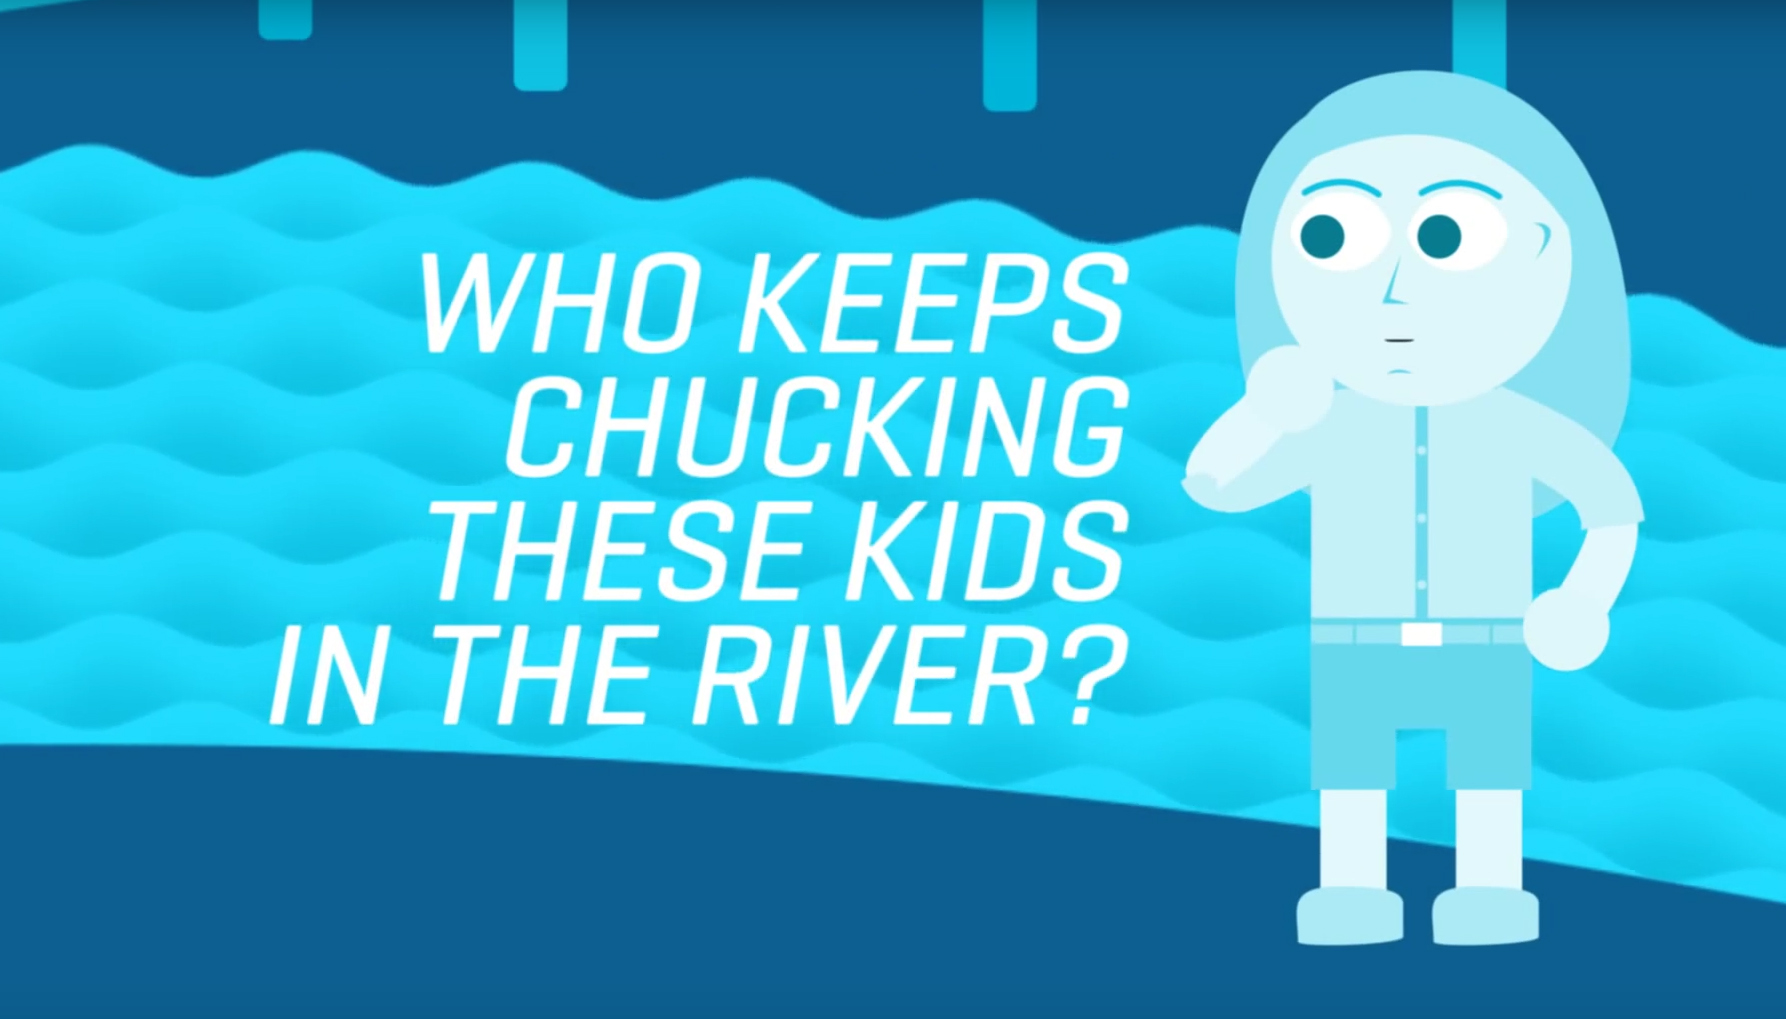 WHO KEEPS
CHUCKING
THESE KIDS
IN THE RIVER?